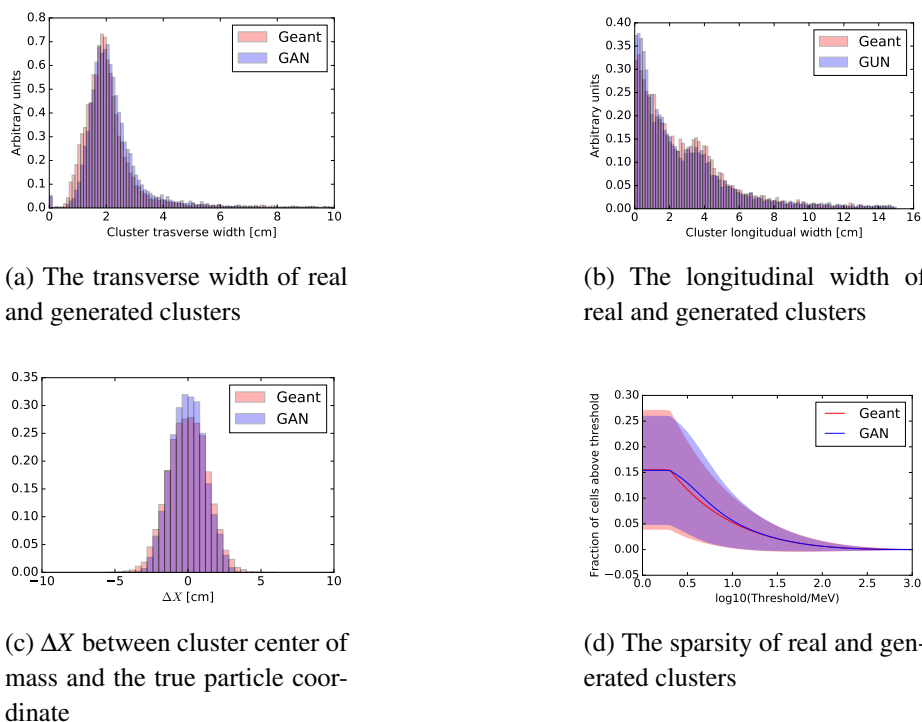 0.8
0.7
0.6
0.5
0.4
0.3
0.2
0.1
0.0
Arbitrary units
Geant
GAN
0 2 4 6 8 10
Cluster trasverse width [cm]
(a) The transverse width of real
and generated clusters
0.40
0.35
0.30
0.25
0.20
0.15
0.10
0.05
0.00
Arbitrary units
Geant
GUN
0 2 4 6 8 10 12 14 16
Cluster longitudual width [cm]
(b) The longitudinal width of
real and generated clusters
0.35
0.30
0.25
0.20
0.15
0.10
0.05
0.00
Geant
GAN
−10 −5 0 5 10
ΔX [cm]
(c) ΔX between cluster center of
mass and the true particle coor-
dinate
0.30
0.25
0.20
0.15
0.10
0.05
0.00
−0.05
Fraction of cells above threshold
Geant
GAN
0.0 0.5 1.0 1.5 2.0 2.5 3.0
log10(Threshold/MeV)
(d) The sparsity of real and gen-
erated clusters